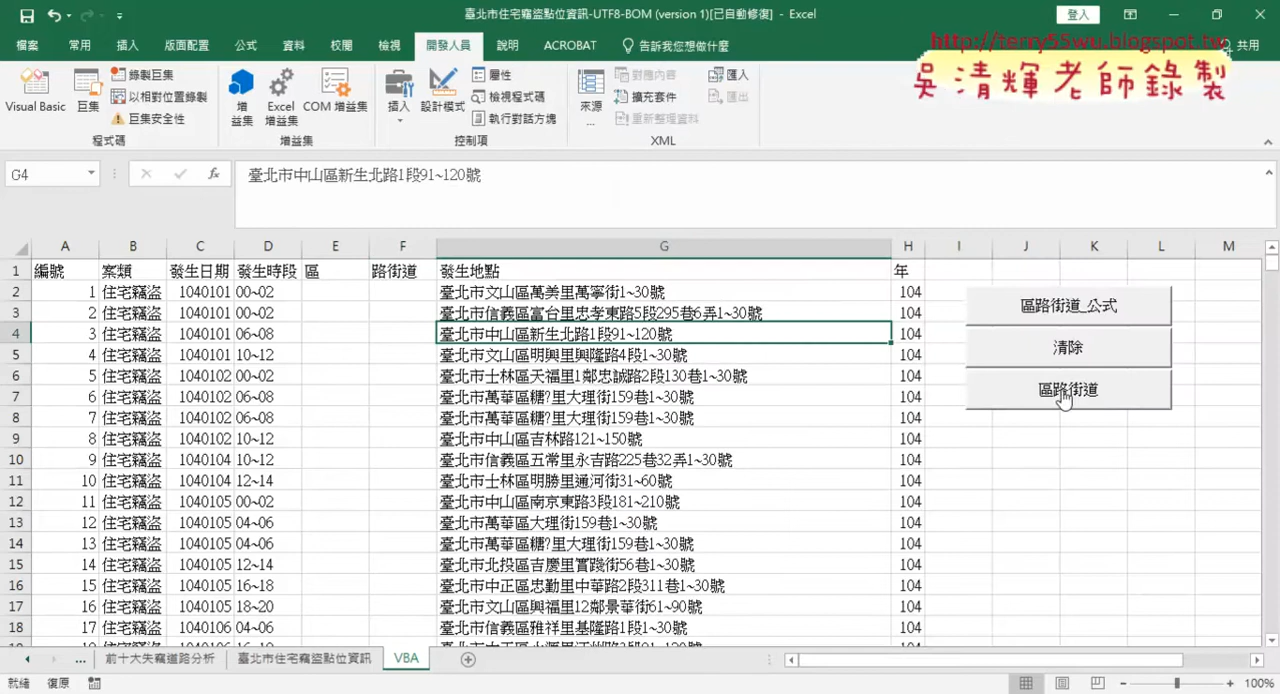 臺北市住宅竊盜點位資訊-UTF8-BOM (version 1)[已自動修復] - Excel
登入
檔案 常用 插入 版面配置 公式 資料 校閱 檢視 開發人員 說明 ACROBAT 告訴我您想做什麼 共用
http://terry55wu.blogspot.tw
吳清輝老師錄製
Visual Basic 巨集 錄製巨集 以相對位置錄製 巨集安全性
增益集 Excel 增益集 COM 增益集
插入 設計模式 屬性 檢視程式碼 執行對話方塊
來源... 對應內容 擴充套件 重新整理資料 匯入 匯出
程式碼 增益集 控制項 XML
G4 fx 臺北市中山區新生北路1段91~120號
A B C D E F G H I J K L M
1 編號 案類 發生日期 發生時段 區 路街道 發生地點 年
2 1 住宅竊盜 1040101 00~02 臺北市文山區萬美里萬寧街1~30號 104
3 2 住宅竊盜 1040101 00~02 臺北市信義區富台里忠孝東路5段295巷6弄1~30號 104
4 3 住宅竊盜 1040101 06~08 臺北市中山區新生北路1段91~120號 104
5 4 住宅竊盜 1040101 10~12 臺北市文山區明興里興隆路4段1~30號 104
6 5 住宅竊盜 1040102 00~02 臺北市士林區天福里1鄰忠誠路2段130巷1~30號 104
7 6 住宅竊盜 1040102 06~08 臺北市萬華區糖?里大理街159巷1~30號 104
8 7 住宅竊盜 1040102 06~08 臺北市萬華區糖?里大理街159巷1~30號 104
9 8 住宅竊盜 1040102 10~12 臺北市中山區吉林路121~150號 104
10 9 住宅竊盜 1040104 10~12 臺北市信義區五常里永吉路225巷32弄1~30號 104
11 10 住宅竊盜 1040104 12~14 臺北市士林區明勝里通河街31~60號 104
12 11 住宅竊盜 1040105 00~02 臺北市中山區南京東路3段181~210號 104
13 12 住宅竊盜 1040105 04~06 臺北市萬華區大理街159巷1~30號 104
14 13 住宅竊盜 1040105 04~06 臺北市萬華區糖?里大理街159巷1~30號 104
15 14 住宅竊盜 1040105 12~14 臺北市北投區吉慶里實踐街56巷1~30號 104
16 15 住宅竊盜 1040105 16~18 臺北市中正區忠勤里中華路2段311巷1~30號 104
17 16 住宅竊盜 1040105 18~20 臺北市文山區興福里12鄰景華街61~90號 104
18 17 住宅竊盜 1040106 04~06 臺北市信義區雅祥里基隆路1段1~30號 104
區路街道_公式
清除
區路街道
... 前十大失竊道路分析 臺北市住宅竊盜點位資訊 VBA
就緒 復原 100%